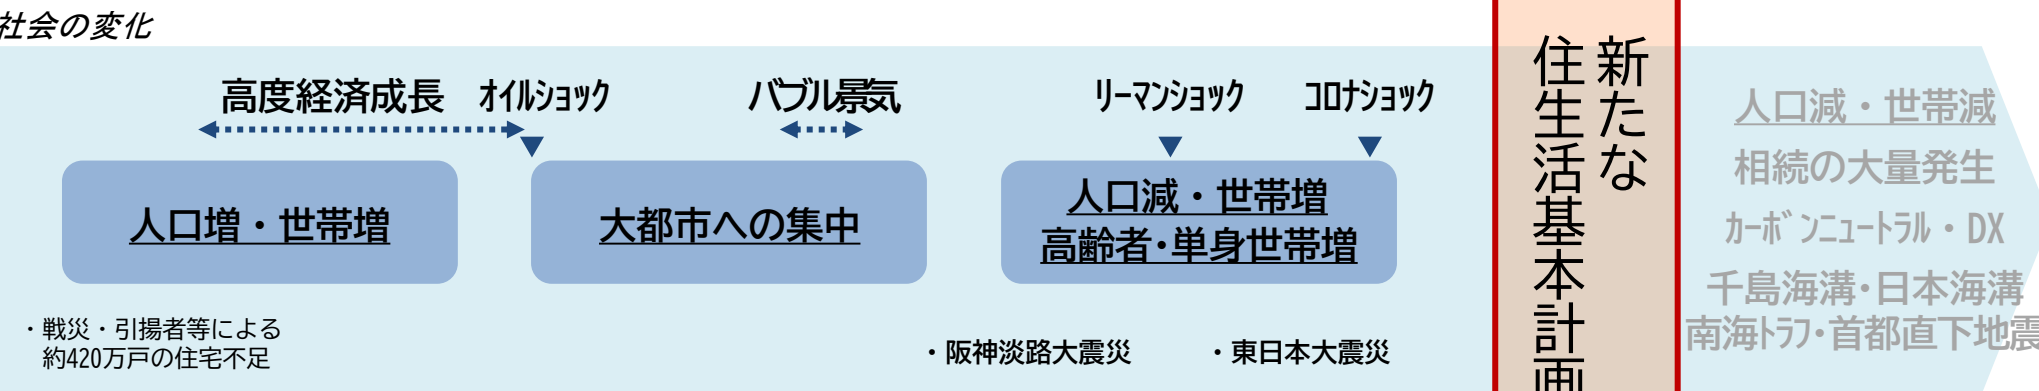 社会の変化
高度経済成長
オイルショック
バブル景気
リーマンショック
コロナショック
人口増・世帯増
大都市への集中
人口減・世帯増
高齢者・単身世帯増
・戦災・引揚者等による
約420万戸の住宅不足
・阪神淡路大震災
・東日本大震災
新たな
住生活基本計画
人口減・世帯減
相続の大量発生
カーボンニュートラル・DX
千島海溝・日本海溝
南海トラフ・首都直下地震